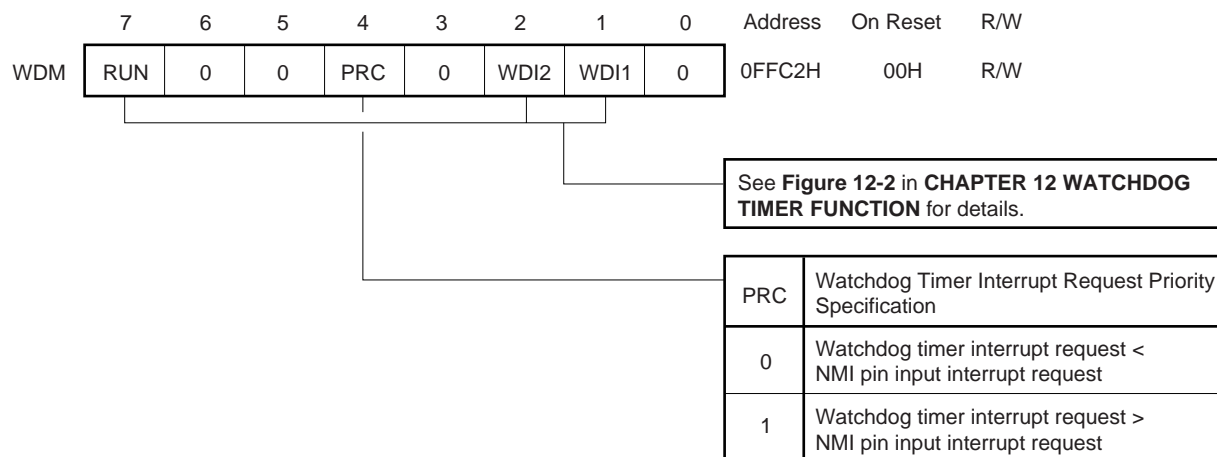 7 6 5 4 3 2 1 0 Address On Reset R/W
WDM RUN 0 0 PRC 0 WDI2 WDI1 0 0FFC2H 00H R/W
See Figure 12-2 in CHAPTER 12 WATCHDOG
TIMER FUNCTION for details.
PRC Watchdog Timer Interrupt Request Priority
Specification
0 Watchdog timer interrupt request <
NMI pin input interrupt request
1 Watchdog timer interrupt request >
NMI pin input interrupt request